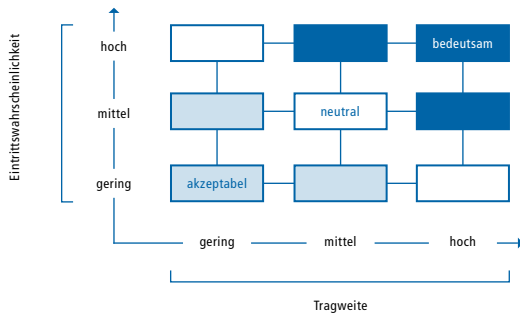 Eintrittswahrscheinlichkeit
hoch
bedeutsam
mittel
neutral
gering
akzeptabel
gering
mittel
hoch
Tragweite